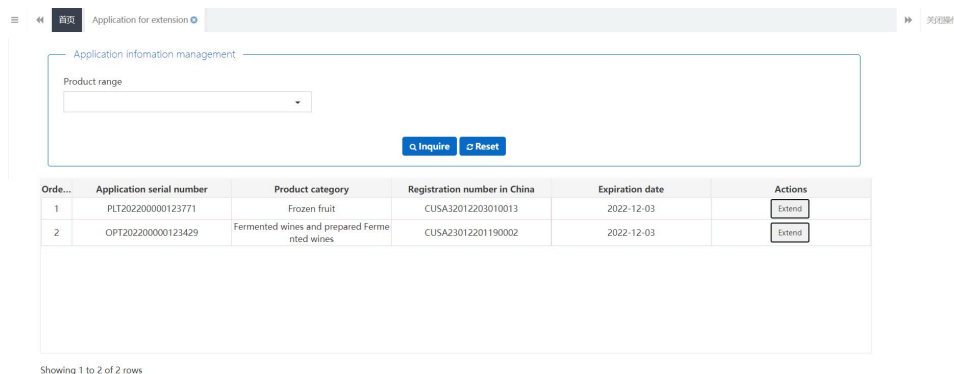 首页 Application for extension
Application infomation management
Product range
Inquire Reset
Orde... Application serial number Product category Registration number in China Expiration date Actions
1 PLT202200000123771 Frozen fruit CUSA32012203010013 2022-12-03 Extend
2 OPT202200000123429 Fermented wines and prepared Ferme CUSA23012201190002 2022-12-03 Extend
nted wines
Showing 1 to 2 of 2 rows